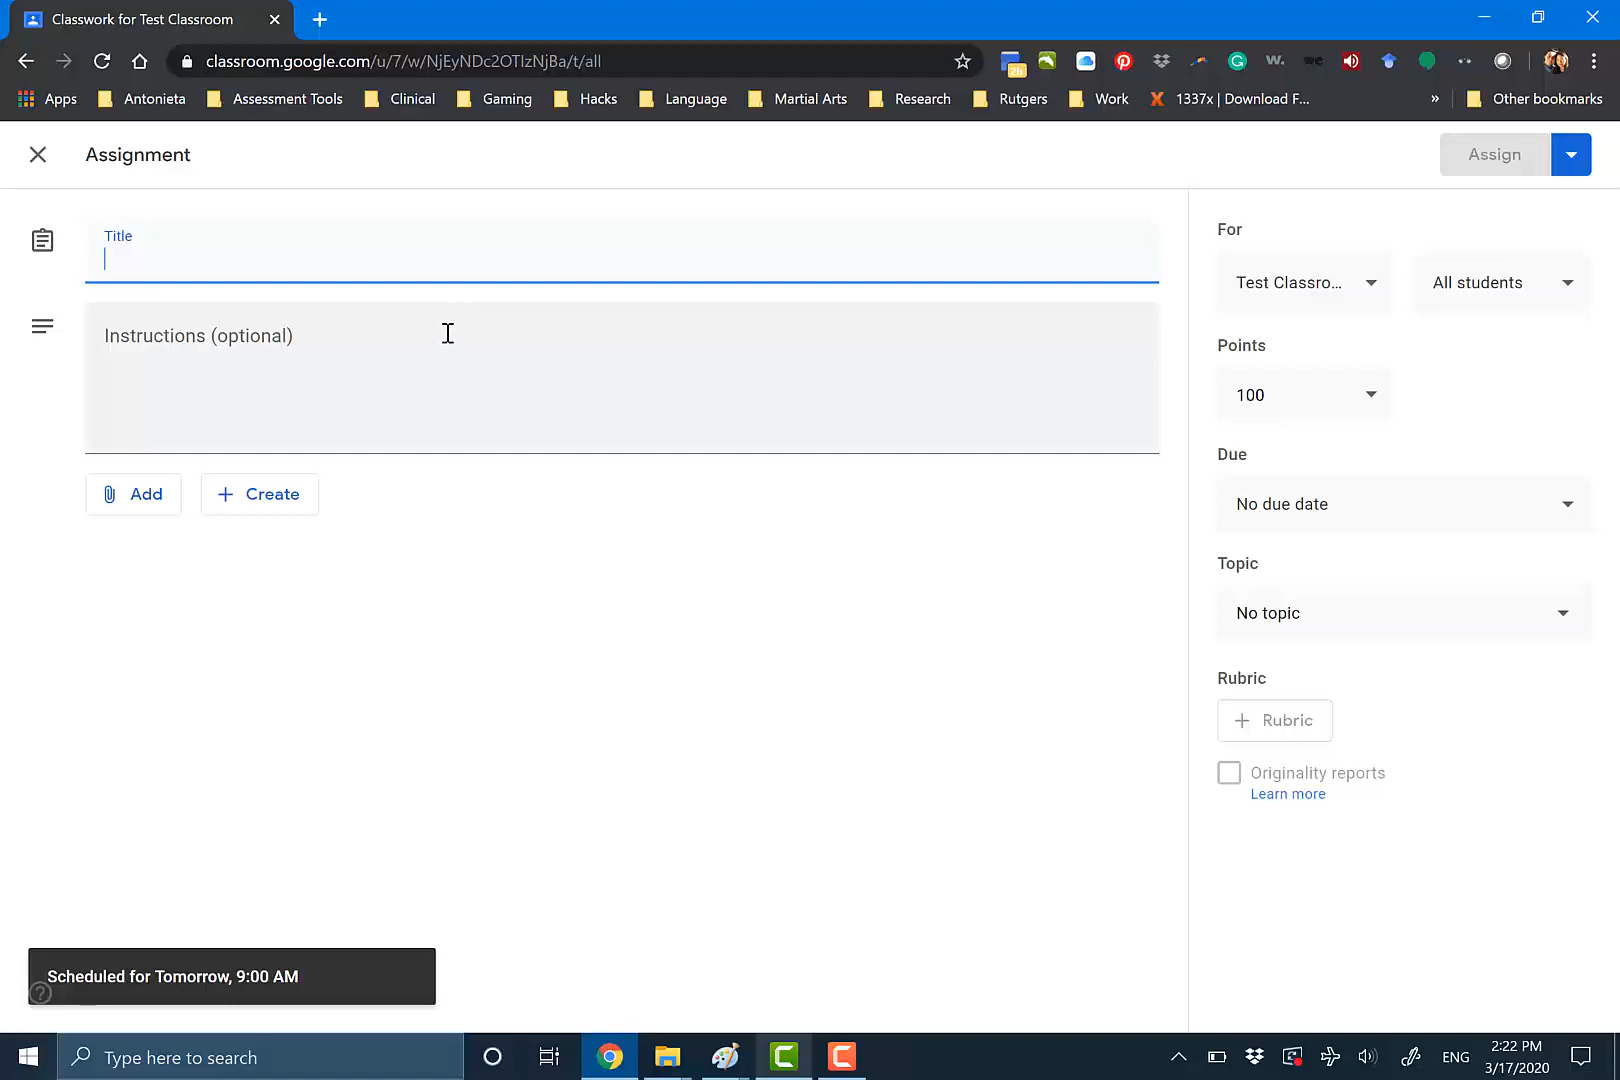 Classwork for Test Classroom
classroom.google.com/u/7/w/NjEyNDc2OTIzNjBa/t/all
2h
Apps Antonieta Assessment Tools Clinical Gaming Hacks Language Martial Arts Research Rutgers Work 1337x | Download F... » Other bookmarks
Assignment
Assign
Title
Instructions (optional)
Add
Create
For
Test Classro...
All students
Points
100
Due
No due date
Topic
No topic
Rubric
Rubric
Originality reports
Learn more
Scheduled for Tomorrow, 9:00 AM
Type here to search
ENG
2:22 PM
3/17/2020